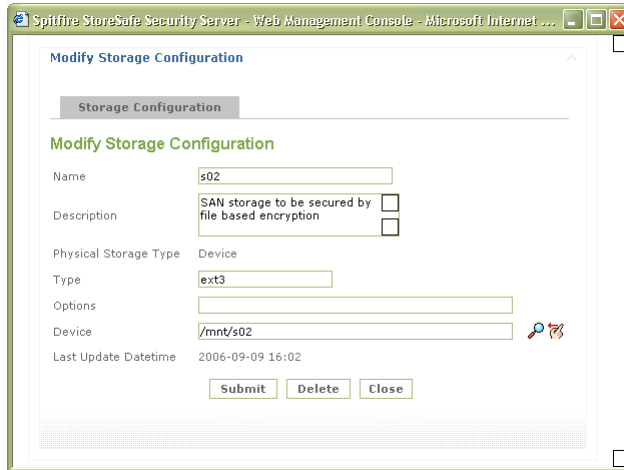 Spitfire StoreSafe Security Server - Web Management Console - Microsoft Internet ...
Modify Storage Configuration
Storage Configuration
Modify Storage Configuration
Name s02
Description SAN storage to be secured by
file based encryption
Physical Storage Type Device
Type ext3
Options
Device /mnt/s02
Last Update Datetime 2006-09-09 16:02
Submit Delete Close